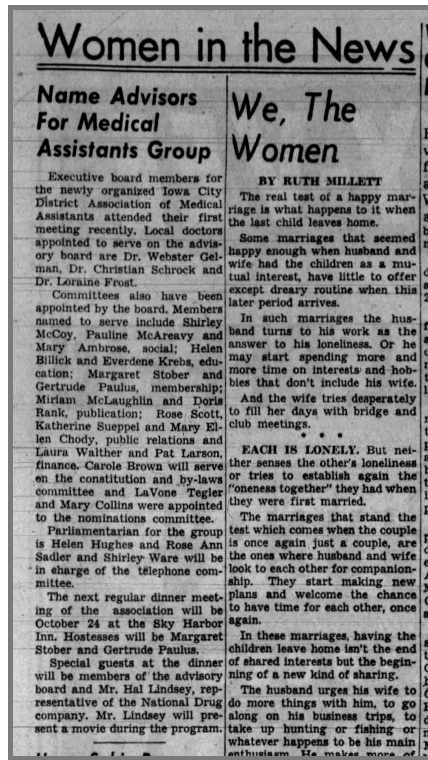 Women in the News
Name Advisors
For Medical
Assistants Group
Executive board members for
the newly organized Iowa City
District Association of Medical
Assistants attended their first
meeting recently. Local doctors
appointed to serve on the advis-
ory board are Dr. Webster Gel-
man, Dr. Christian Schrock and
Dr. Loraine Frost.
Committees also have been
appointed by the board. Members
named to serve include Shirley
McCoy, Pauline McAreavy and
Mary Ambrose, social; Helen
Billick and Everdene Krebs, edu-
cation; Margaret Stober and
Gertrude Paulus, membership;
Miriam McLaughlin and Doris
Rank, publication; Rose Scott,
Katherine Sueppel and Mary El-
len Chody, public relations and
Laura Walther and Pat Larson,
finance. Carole Brown will serve
on the constitution and by-laws
committee and LaVone Tegler
and Mary Collins were appointed
to the nominations committee.
Parliamentarian for the group
is Helen Hughes and Rose Ann
Sadler and Shirley Ware will be
in charge of the telephone com-
mittee.
The next regular dinner meet-
ing of the association will be
October 24 at the Sky Harbor
Inn. Hostesses will be Margaret
Stober and Gertrude Paulus.
Special guests at the dinner
will be members of the advisory
board and Mr. Hal Lindsey, rep-
resentative of the National Drug
company. Mr. Lindsey will pre-
sent a movie during the program.
We, The
Women
BY RUTH MILLETT
The real test of a happy mar-
riage is what happens to it when
the last child leaves home.
Some marriages that seemed
happy enough when husband and
wife had the children as a mu-
tual interest, have little to offer
except dreary routine when this
later period arrives.
In such marriages the hus-
band turns to his work as the
answer to his loneliness. Or he
may start spending more and
more time on interests and hob-
bies that don't include his wife.
And the wife tries desperately
to fill her days with bridge and
club meetings.
* * *
EACH IS LONELY. But nei-
ther senses the other's loneliness
or tries to establish again the
"oneness together" they had when
they were first married.
The marriages that stand the
test which comes when the couple
is once again just a couple, are
the ones where husband and wife
look to each other for companion-
ship. They start making new
plans and welcome the chance
to have time for each other, once
again.
In these marriages, having the
children leave home isn't the end
of shared interests but the begin-
ning of a new kind of sharing.
The husband urges his wife to
do more things with him, to go
along on his business trips, to
take up hunting or fishing or
whatever happens to be his main
enthusiasm. He makes more of